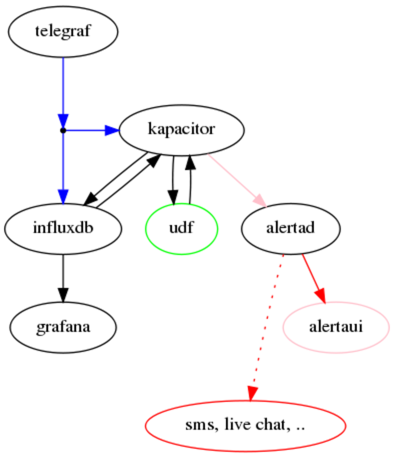 telegraf
kapacitor
influxdb
udf
alertad
grafana
alertaui
sms, live chat, ..